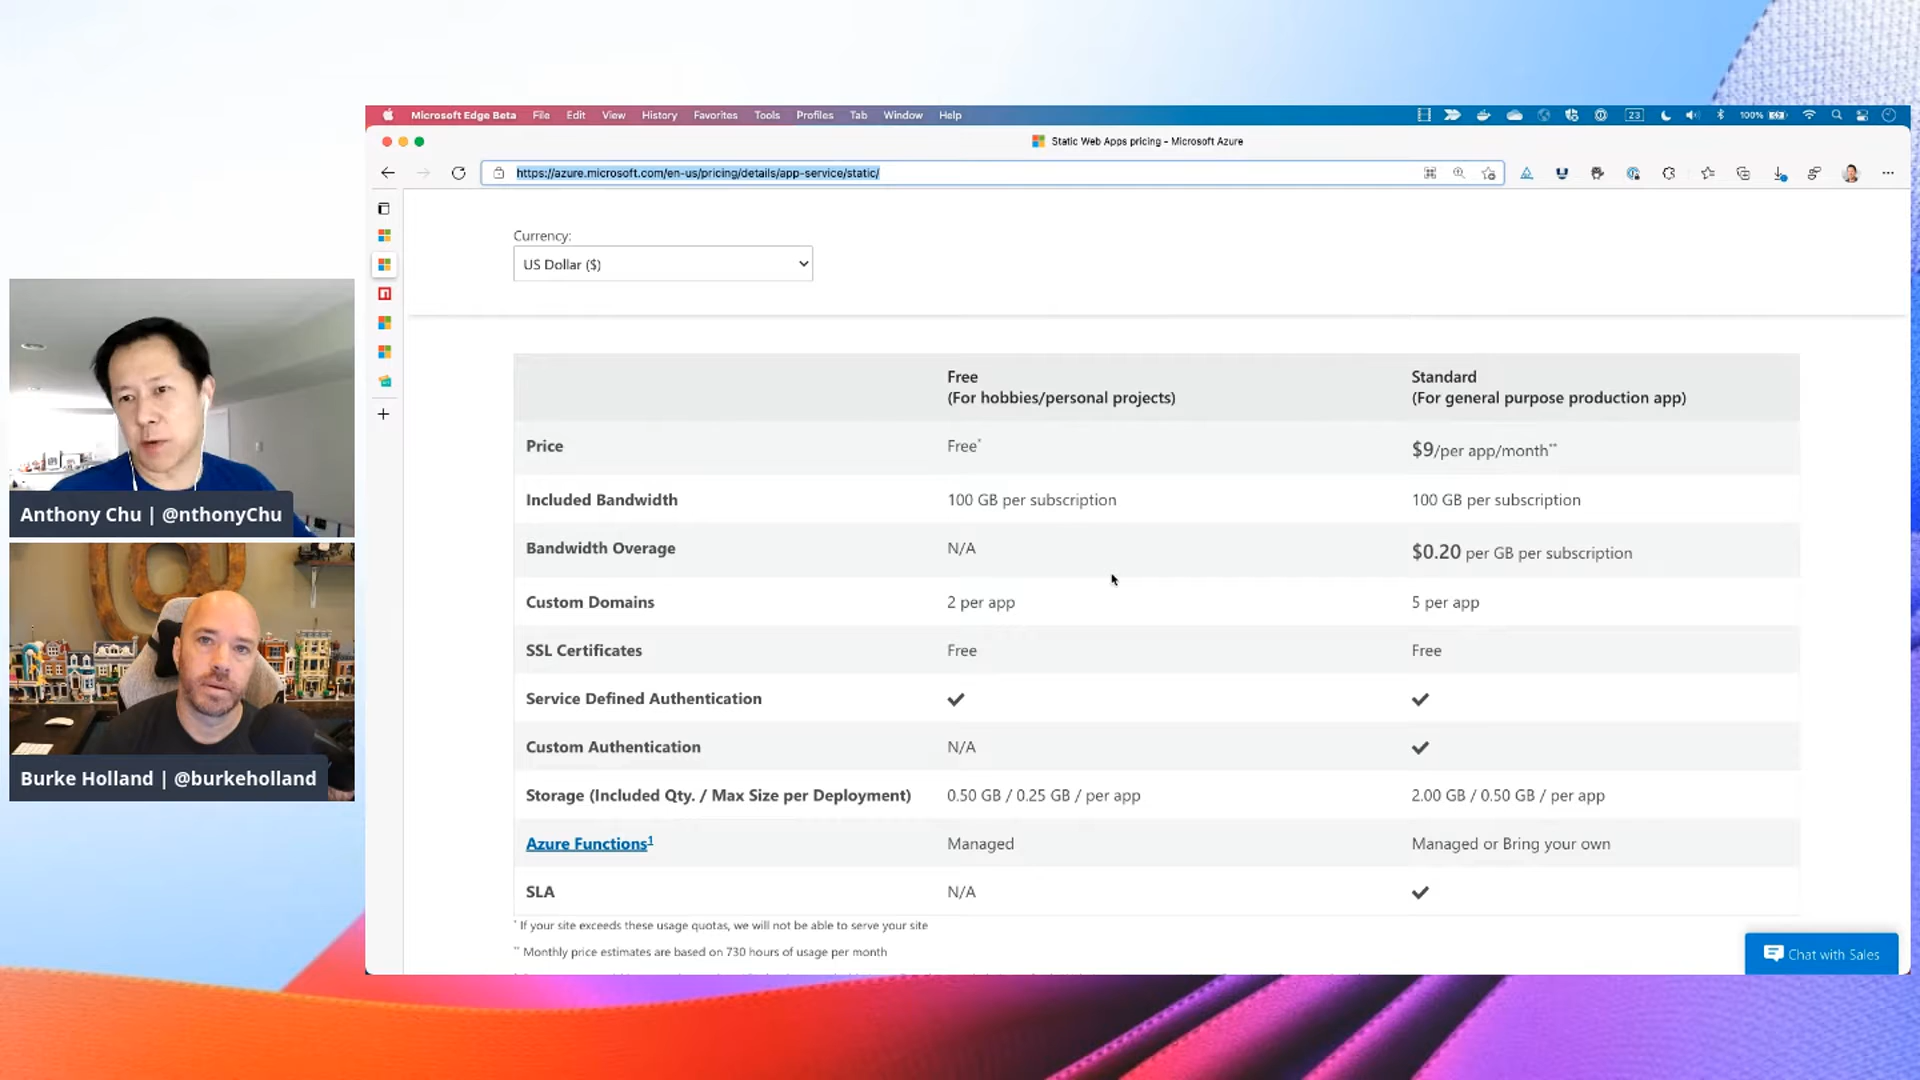 Microsoft Edge Beta File Edit View History Favorites Tools Profiles Tab Window Help 23 100%
Static Web Apps pricing - Microsoft Azure
https://azure.microsoft.com/en-us/pricing/details/app-service/static/
Currency:
US Dollar ($)
Free Standard
(For hobbies/personal projects) (For general purpose production app)
Price Free* $9/per app/month**
Included Bandwidth 100 GB per subscription 100 GB per subscription
Bandwidth Overage N/A $0.20 per GB per subscription
Custom Domains 2 per app 5 per app
SSL Certificates Free Free
Service Defined Authentication ✔ ✔
Custom Authentication N/A ✔
Storage (Included Qty. / Max Size per Deployment) 0.50 GB / 0.25 GB / per app 2.00 GB / 0.50 GB / per app
Azure Functions1 Managed Managed or Bring your own
SLA N/A ✔
* If your site exceeds these usage quotas, we will not be able to serve your site
** Monthly price estimates are based on 730 hours of usage per month
Chat with Sales
Anthony Chu | @nthonyChu
Burke Holland | @burkeholland